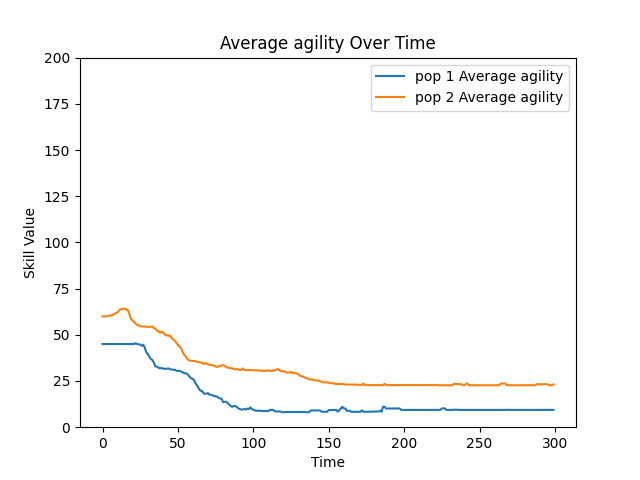 Average agility Over Time
200
175
150
125
100
75
50
25
0
Skill Value
pop 1 Average agility
pop 2 Average agility
0 50 100 150 200 250 300
Time